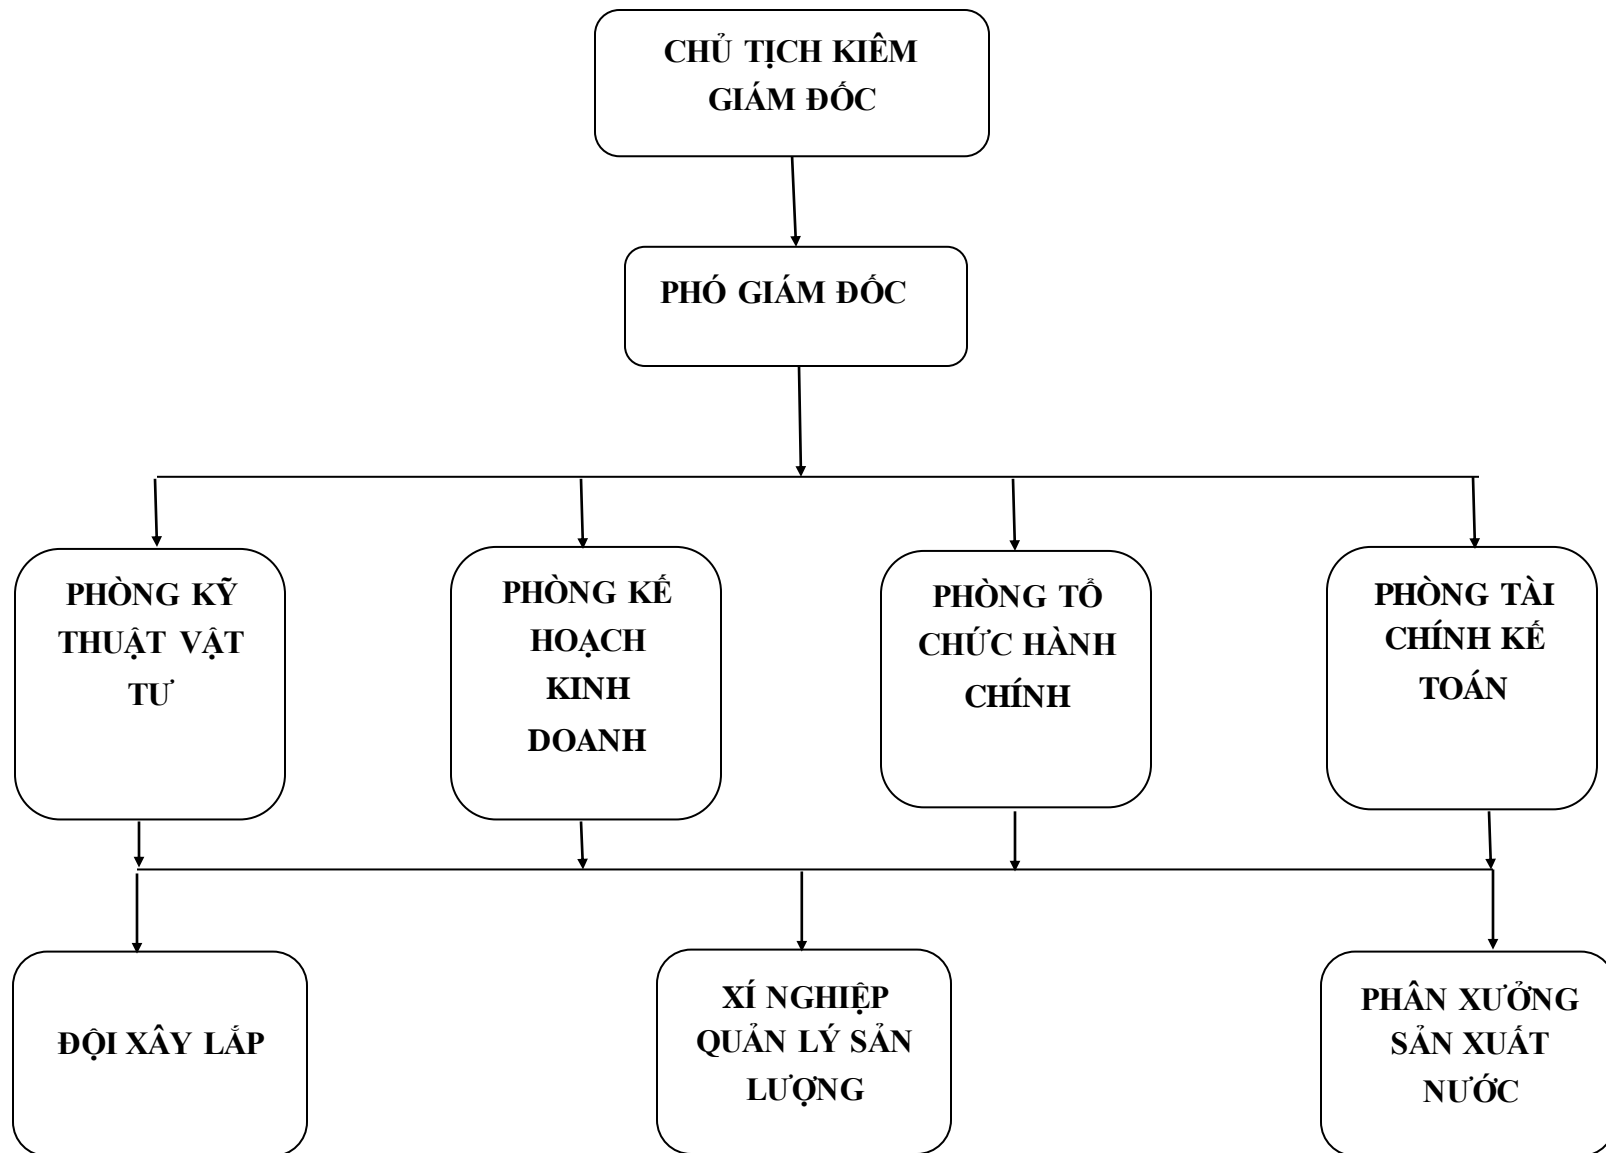 CHỦ TỊCH KIÊM
GIÁM ĐỐC
PHÓ GIÁM ĐỐC
PHÒNG KỸ
THUẬT VẬT
TƯ
PHÒNG KẾ
HOẠCH
KINH
DOANH
PHÒNG TỔ
CHỨC HÀNH
CHÍNH
PHÒNG TÀI
CHÍNH KẾ
TOÁN
ĐỘI XÂY LẮP
XÍ NGHIỆP
QUẢN LÝ SẢN
LƯỢNG
PHÂN XƯỞNG
SẢN XUẤT
NƯỚC